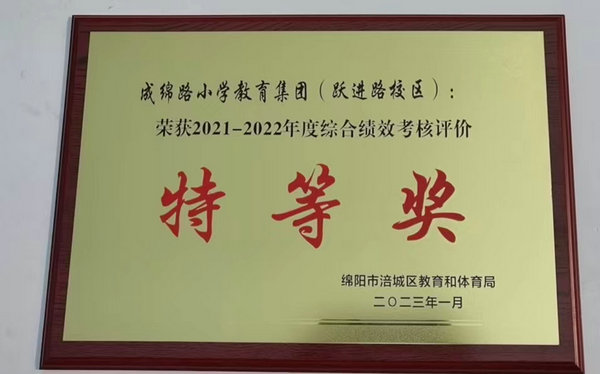 成绵路小学教育集团（跃进路校区）:
荣获2021-2022年度综合绩效考核评价
特等奖
绵阳市涪城区教育和体育局
二〇二三年一月